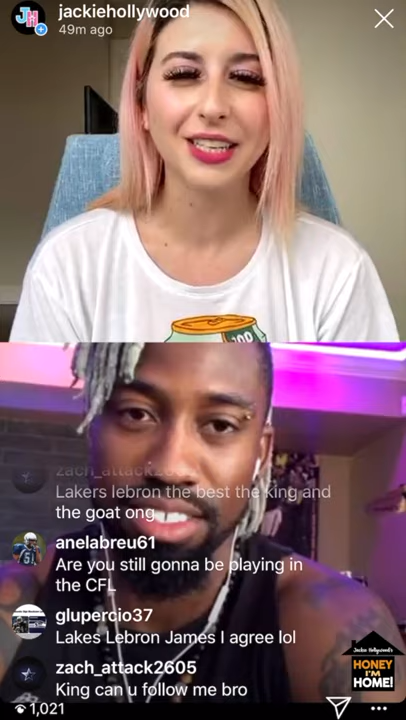 jackiehollywood
49m ago
zach_attack2605
Lakers lebron the best the king and
the goat ong
anelabreu61
Are you still gonna be playing in
the CFL
glupercio37
Lakes Lebron James I agree lol
zach_attack2605
King can u follow me bro
Jackie Hollywood's
HONEY
I'M
HOME!
1,021